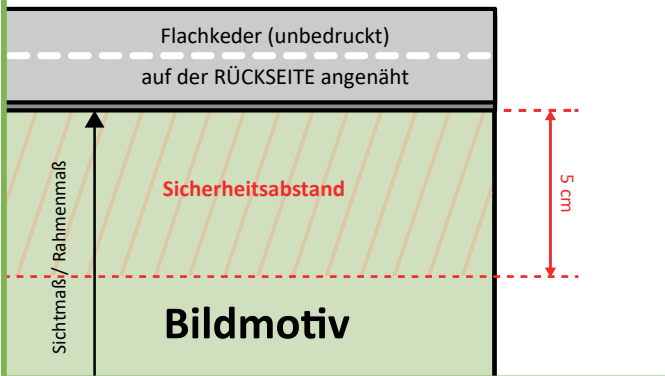 Flachkeder (unbedruckt)
auf der RÜCKSEITE angenäht
Sicherheitsabstand
5 cm
Sichtmaß / Rahmenmaß
Bildmotiv